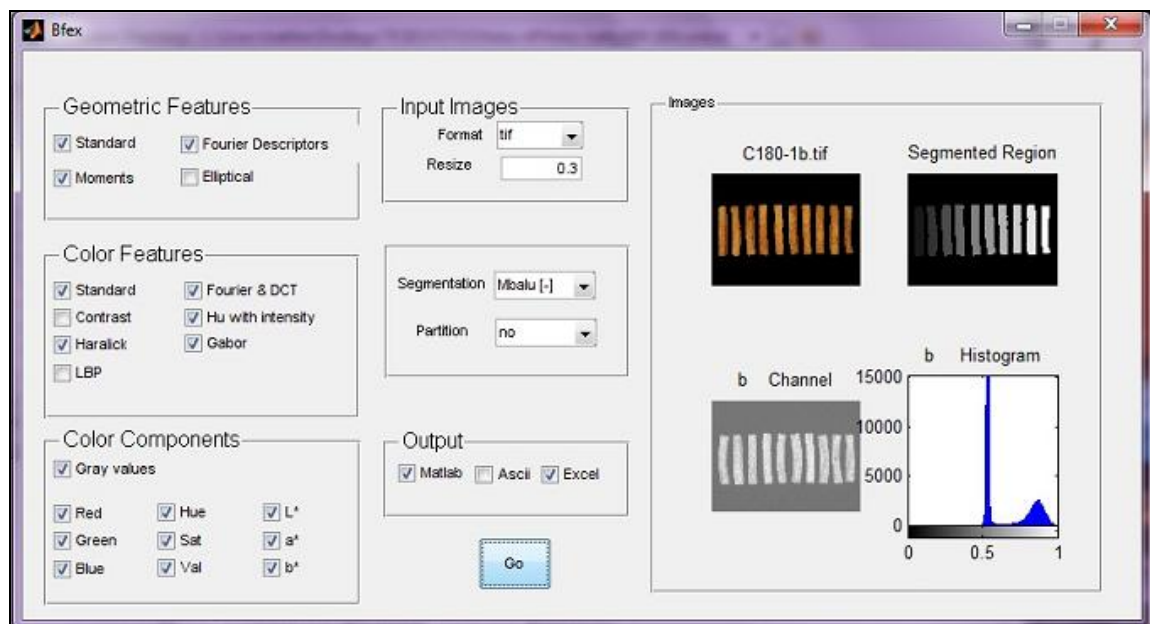 Bfex
Geometric Features
Standard Fourier Descriptors
Moments Elliptical
Color Features
Standard Fourier & DCT
Contrast Hu with intensity
Haralick Gabor
LBP
Color Components
Gray values
Red Hue L*
Green Sat a*
Blue Val b*
Input Images
Format tif
Resize 0.3
Segmentation Mbalu [-]
Partition no
Output
Matlab Ascii Excel
Go
Images
C180-1b.tif Segmented Region
b Channel
b Histogram
15000
10000
5000
0
0 0.5 1